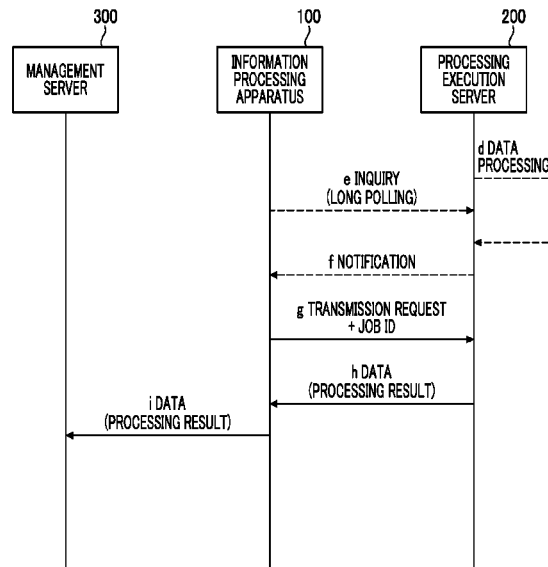 300
100
200
MANAGEMENT
SERVER
INFORMATION
PROCESSING
APPARATUS
PROCESSING
EXECUTION
SERVER
d DATA
PROCESSING
e INQUIRY
(LONG POLLING)
f NOTIFICATION
g TRANSMISSION REQUEST
+ JOB ID
h DATA
(PROCESSING RESULT)
i DATA
(PROCESSING RESULT)